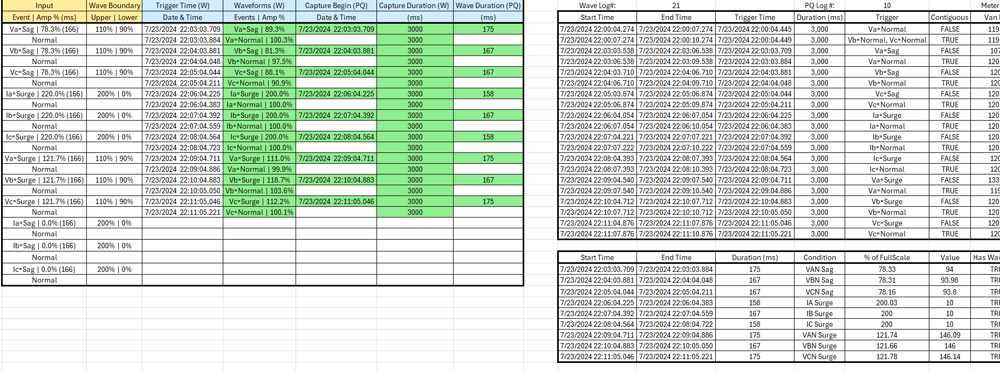 Input | Wave Boundary | Trigger Time (W) | Waveforms (W) | Capture Begin (PQ) | Capture Duration (W) | Wave Duration (PQ)
Event | Amp % (ms) | Upper | Lower | Date & Time | Events | Amp % | Date & Time | (ms) | (ms)
Va=Sag | 78.3% (166) 110% | 90% 7/23/2024 22:03:03.709 Va=Sag | 89.3% 7/23/2024 22:03:03.709 3000 175
Normal 7/23/2024 22:03:03.884 Va=Normal | 100.3% 3000
Vb=Sag | 78.3% (166) 110% | 90% 7/23/2024 22:04:03.881 Vb=Sag | 81.3% 7/23/2024 22:04:03.881 3000 167
Normal 7/23/2024 22:04:04.048 Vb=Normal | 97.5% 3000
Vc=Sag | 78.3% (166) 110% | 90% 7/23/2024 22:05:04.044 Vc=Sag | 88.1% 7/23/2024 22:05:04.044 3000 167
Normal 7/23/2024 22:05:04.211 Vc=Normal | 90.9% 3000
Ia=Surge | 220.0% (166) 200% | 0% 7/23/2024 22:06:04.225 Ia=Surge | 200.0% 7/23/2024 22:06:04.225 3000 158
Normal 7/23/2024 22:06:04.383 Ia=Normal | 100.0% 3000
Ib=Surge | 220.0% (166) 200% | 0% 7/23/2024 22:07:04.392 Ib=Surge | 200.0% 7/23/2024 22:07:04.392 3000 167
Normal 7/23/2024 22:07:04.559 Ib=Normal | 100.0% 3000
Ic=Surge | 220.0% (166) 200% | 0% 7/23/2024 22:08:04.564 Ic=Surge | 200.0% 7/23/2024 22:08:04.564 3000 158
Normal 7/23/2024 22:08:04.723 Ic=Normal | 100.0% 3000
Va=Surge | 121.7% (166) 110% | 90% 7/23/2024 22:09:04.711 Va=Surge | 111.0% 7/23/2024 22:09:04.711 3000 175
Normal 7/23/2024 22:09:04.886 Va=Normal | 99.9% 3000
Vb=Surge | 121.7% (166) 110% | 90% 7/23/2024 22:10:04.883 Vb=Surge | 118.7% 7/23/2024 22:10:04.883 3000 167
Normal 7/23/2024 22:10:05.050 Vb=Normal | 103.6% 3000
Vc=Surge | 121.7% (166) 110% | 90% 7/23/2024 22:11:05.046 Vc=Surge | 112.2% 7/23/2024 22:11:05.046 3000 175
Normal 7/23/2024 22:11:05.221 Vc=Normal | 100.1% 3000
Ia=Sag | 0.0% (166) 200% | 0%
Normal
Ib=Sag | 0.0% (166) 200% | 0%
Normal
Ic=Sag | 0.0% (166) 200% | 0%
Normal
Wave Log#: 21 PQ Log #: 10 Meter
Start Time End Time Trigger Time Duration (ms) Trigger Contiguous Van
7/23/2024 22:00:04.274 7/23/2024 22:00:07.274 7/23/2024 22:00:04.445 3,000 Va=Normal FALSE 119.
7/23/2024 22:00:07.274 7/23/2024 22:00:10.274 7/23/2024 22:00:04.449 3,000 Vb=Normal, Vc=Normal TRUE 119.
7/23/2024 22:03:03.538 7/23/2024 22:03:06.538 7/23/2024 22:03:03.709 3,000 Va=Sag FALSE 107
7/23/2024 22:03:06.538 7/23/2024 22:03:09.538 7/23/2024 22:03:03.884 3,000 Va=Normal TRUE 120.
7/23/2024 22:04:03.710 7/23/2024 22:04:06.710 7/23/2024 22:04:03.881 3,000 Vb=Sag FALSE 120
7/23/2024 22:04:06.710 7/23/2024 22:04:09.710 7/23/2024 22:04:04.048 3,000 Vb=Normal TRUE 120
7/23/2024 22:05:03.874 7/23/2024 22:05:06.874 7/23/2024 22:05:04.044 3,000 Vc=Sag FALSE 120.
7/23/2024 22:05:06.874 7/23/2024 22:05:09.874 7/23/2024 22:05:04.211 3,000 Vc=Normal TRUE 120.
7/23/2024 22:06:04.054 7/23/2024 22:06:07.054 7/23/2024 22:06:04.225 3,000 Ia=Surge FALSE 120.
7/23/2024 22:06:07.054 7/23/2024 22:06:10.054 7/23/2024 22:06:04.383 3,000 Ia=Normal TRUE 120.
7/23/2024 22:07:04.221 7/23/2024 22:07:07.221 7/23/2024 22:07:04.392 3,000 Ib=Surge FALSE 120.
7/23/2024 22:07:07.222 7/23/2024 22:07:10.222 7/23/2024 22:07:04.559 3,000 Ib=Normal TRUE 120.
7/23/2024 22:08:04.393 7/23/2024 22:08:07.393 7/23/2024 22:08:04.564 3,000 Ic=Surge FALSE 120.
7/23/2024 22:08:07.393 7/23/2024 22:08:10.393 7/23/2024 22:08:04.723 3,000 Ic=Normal TRUE 120
7/23/2024 22:09:04.540 7/23/2024 22:09:07.540 7/23/2024 22:09:04.711 3,000 Va=Surge FALSE 133.
7/23/2024 22:09:07.540 7/23/2024 22:09:10.540 7/23/2024 22:09:04.886 3,000 Va=Normal TRUE 119
7/23/2024 22:10:04.712 7/23/2024 22:10:07.712 7/23/2024 22:10:04.883 3,000 Vb=Surge FALSE 120.
7/23/2024 22:10:07.712 7/23/2024 22:10:10.712 7/23/2024 22:10:05.050 3,000 Vb=Normal TRUE 120.
7/23/2024 22:11:04.876 7/23/2024 22:11:07.876 7/23/2024 22:11:05.046 3,000 Vc=Surge FALSE 120.
7/23/2024 22:11:07.876 7/23/2024 22:11:10.876 7/23/2024 22:11:05.221 3,000 Vc=Normal TRUE 120
Start Time End Time Duration (ms) Condition % of FullScale Value Has Wav
7/23/2024 22:03:03.709 7/23/2024 22:03:03.884 175 VAN Sag 78.33 94 TRU
7/23/2024 22:04:03.881 7/23/2024 22:04:04.048 167 VBN Sag 78.31 93.98 TRU
7/23/2024 22:05:04.044 7/23/2024 22:05:04.211 167 VCN Sag 78.16 93.8 TRU
7/23/2024 22:06:04.225 7/23/2024 22:06:04.383 158 IA Surge 200.03 10 TRU
7/23/2024 22:07:04.392 7/23/2024 22:07:04.559 167 IB Surge 200 10 TRU
7/23/2024 22:08:04.564 7/23/2024 22:08:04.722 158 IC Surge 200 10 TRU
7/23/2024 22:09:04.711 7/23/2024 22:09:04.886 175 VAN Surge 121.74 146.09 TRU
7/23/2024 22:10:04.883 7/23/2024 22:10:05.050 167 VBN Surge 121.66 146 TRU
7/23/2024 22:11:05.046 7/23/2024 22:11:05.221 175 VCN Surge 121.78 146.14 TRU